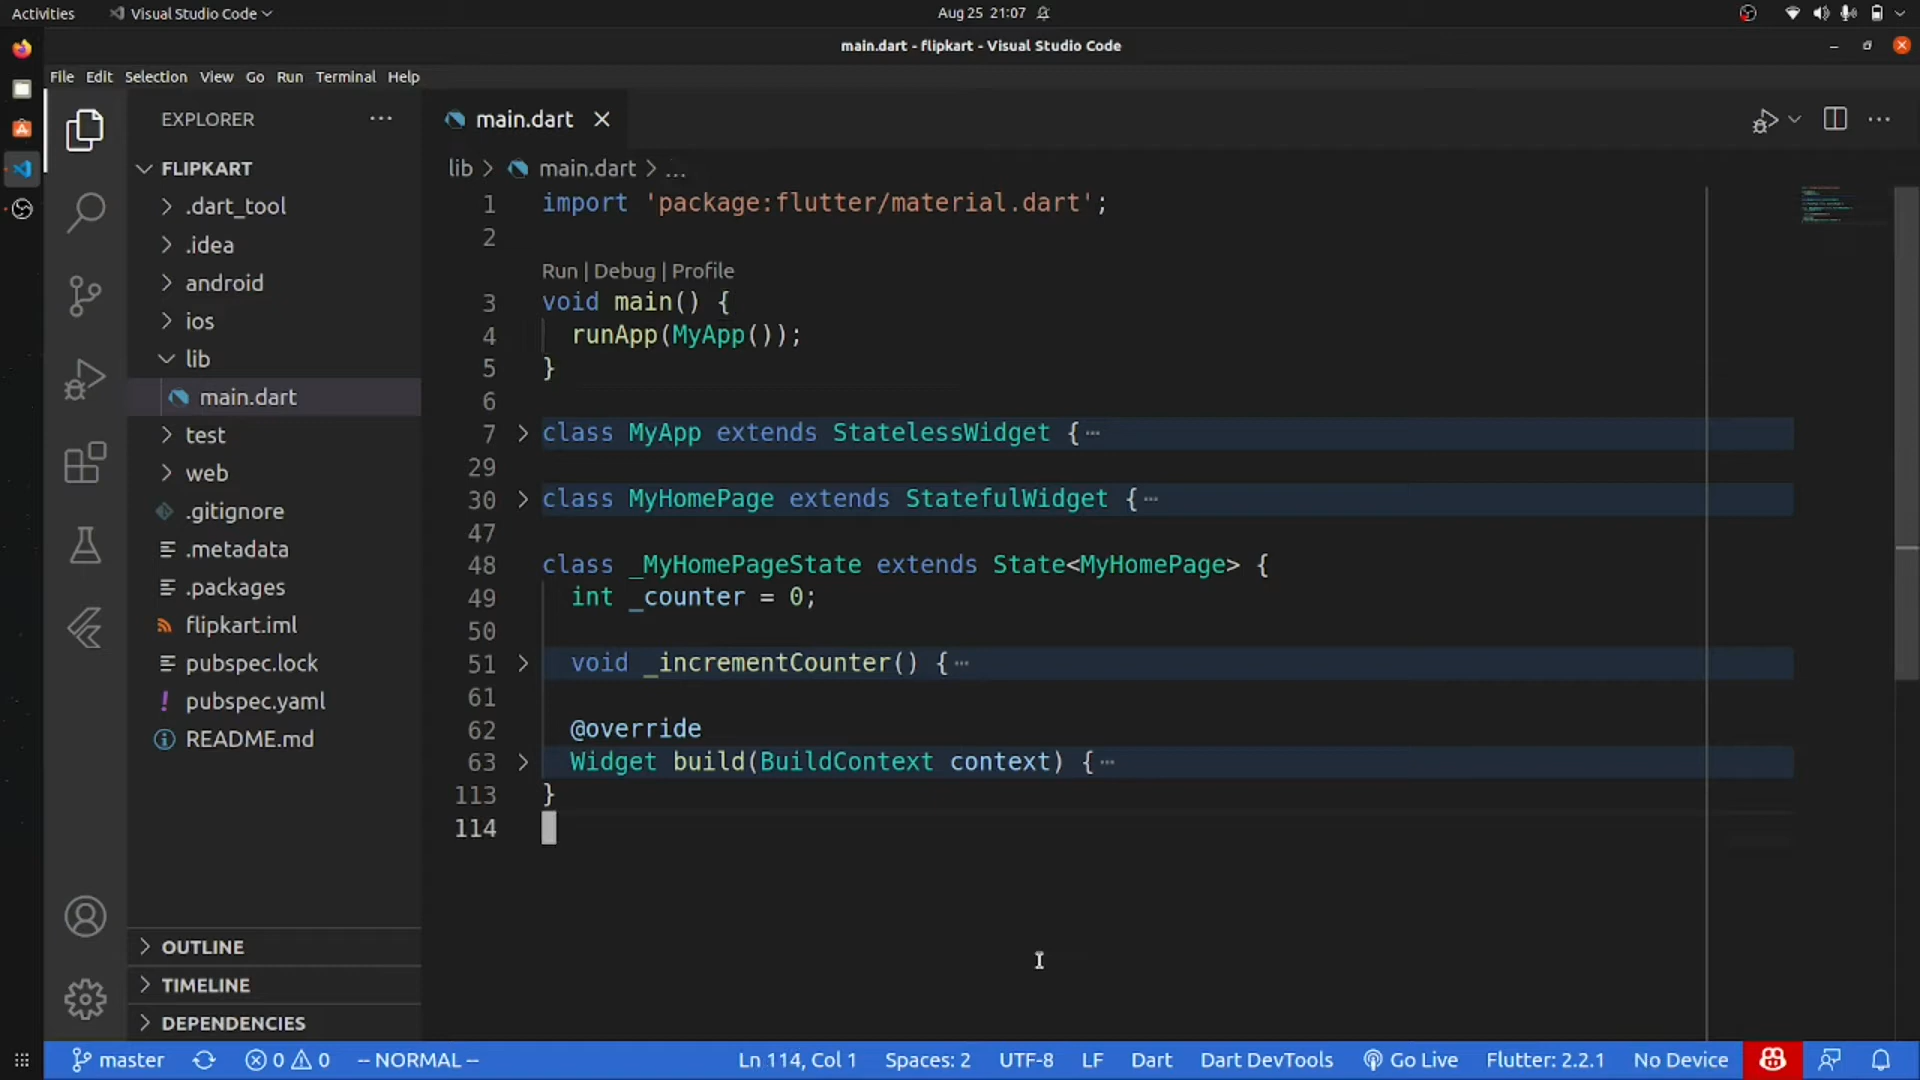 Activities
Visual Studio Code
Aug 25 21:07
main.dart - flipkart - Visual Studio Code
File Edit Selection View Go Run Terminal Help
EXPLORER
FLIPKART
.dart_tool
.idea
android
ios
lib
main.dart
test
web
.gitignore
.metadata
.packages
flipkart.iml
pubspec.lock
pubspec.yaml
README.md
OUTLINE
TIMELINE
DEPENDENCIES
main.dart
lib > main.dart > ...
1 import 'package:flutter/material.dart';
2
Run | Debug | Profile
3 void main() {
4 runApp(MyApp());
5 }
6
7 class MyApp extends StatelessWidget {···
29
30 class MyHomePage extends StatefulWidget {···
47
48 class _MyHomePageState extends State<MyHomePage> {
49 int _counter = 0;
50
51 void _incrementCounter() {···
61
62 @override
63 Widget build(BuildContext context) {···
113 }
114
master 0 0 -- NORMAL -- Ln 114, Col 1 Spaces: 2 UTF-8 LF Dart Dart DevTools Go Live Flutter: 2.2.1 No Device